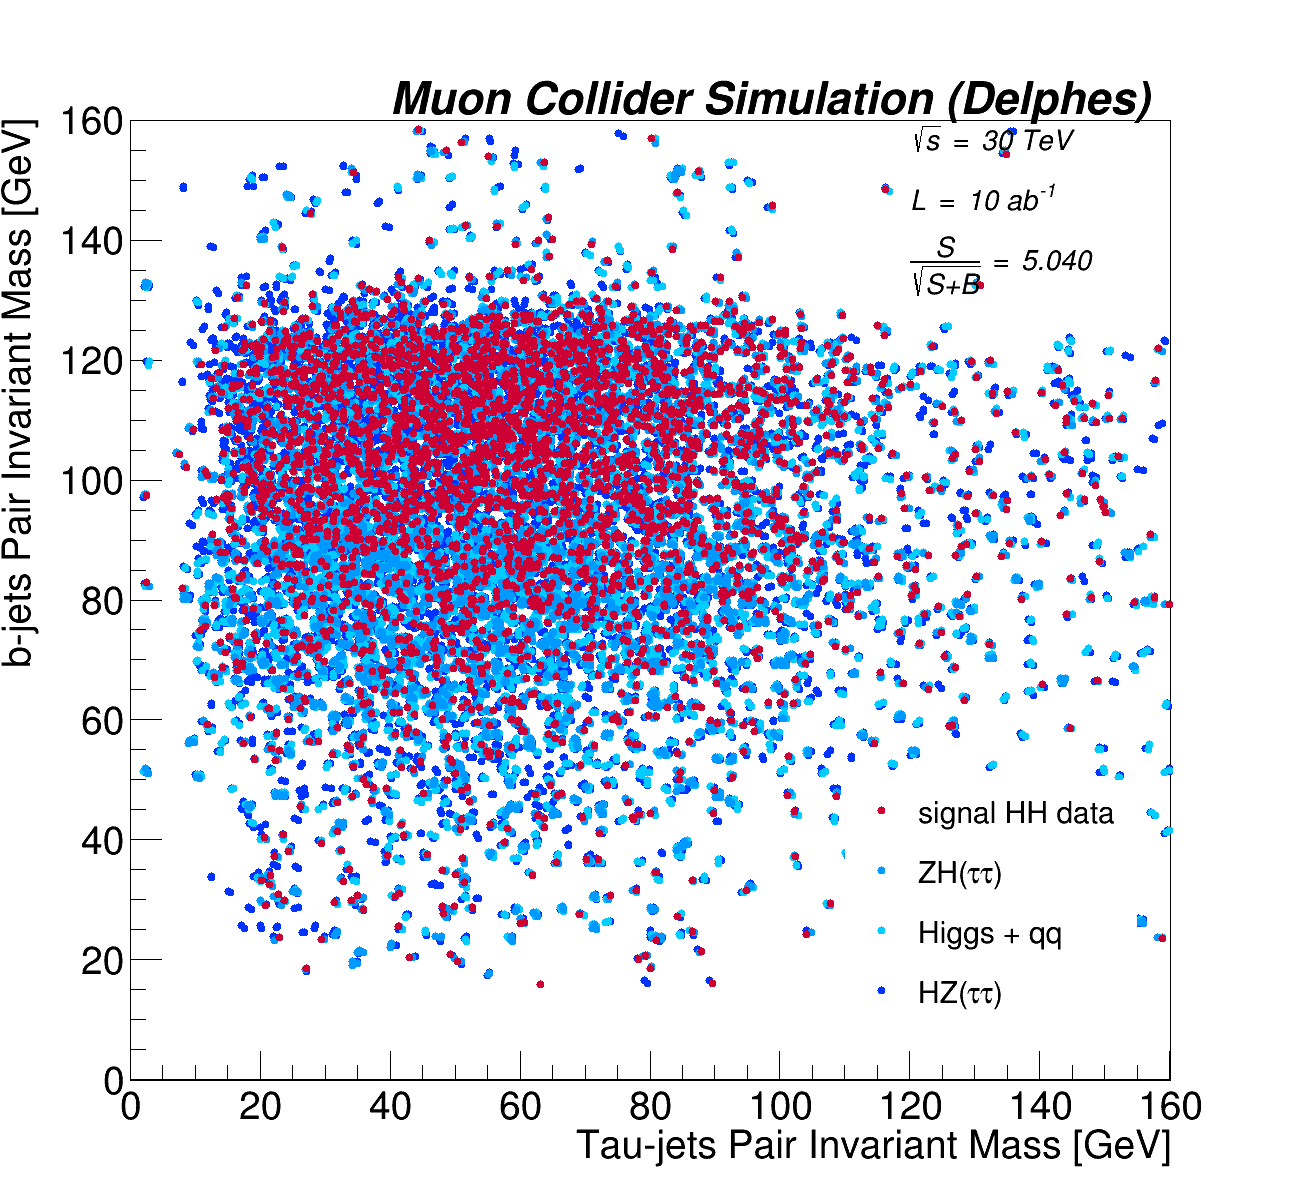 Muon Collider Simulation (Delphes)
√s = 30 TeV
L = 10 ab⁻¹
S
√S+B
= 5.040
b-jets Pair Invariant Mass [GeV]
160
140
120
100
80
60
40
20
0
signal HH data
ZH(ττ)
Higgs + qq
HZ(ττ)
0 20 40 60 80 100 120 140 160
Tau-jets Pair Invariant Mass [GeV]